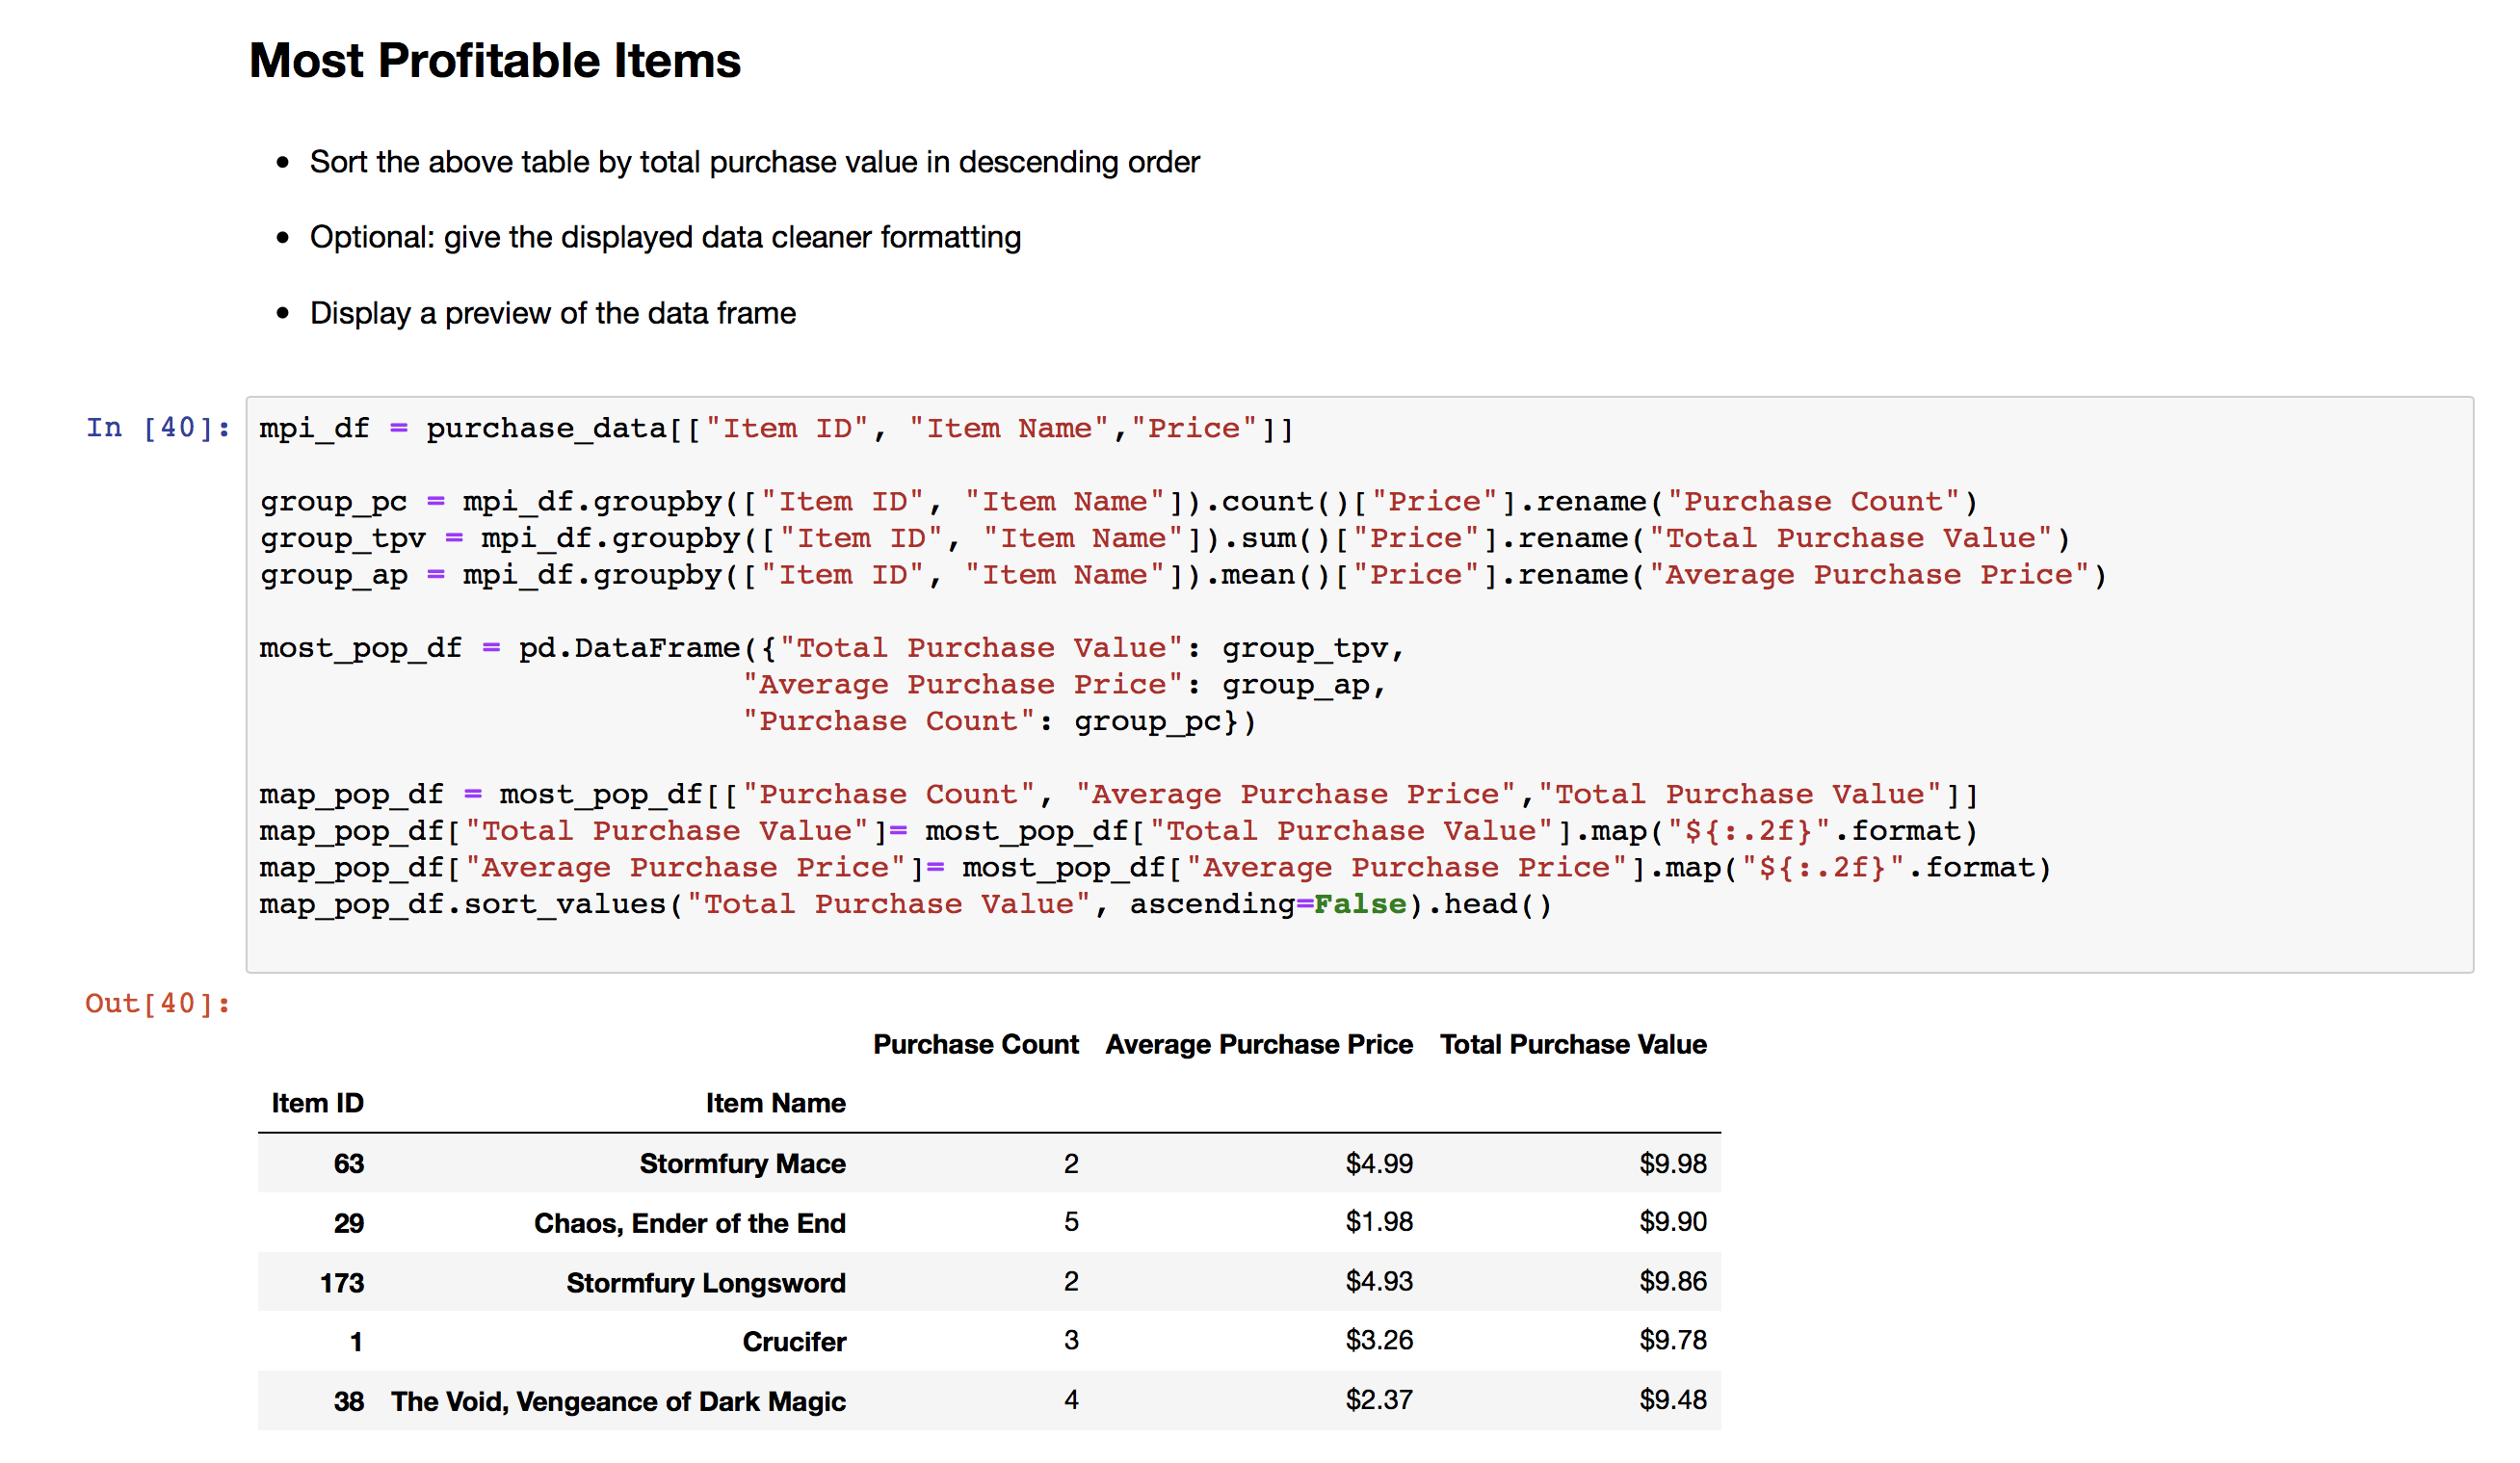 Most Profitable Items
• Sort the above table by total purchase value in descending order
• Optional: give the displayed data cleaner formatting
• Display a preview of the data frame
In [40]: mpi_df = purchase_data[["Item ID", "Item Name","Price"]]
group_pc = mpi_df.groupby(["Item ID", "Item Name"]).count()["Price"].rename("Purchase Count")
group_tpv = mpi_df.groupby(["Item ID", "Item Name"]).sum()["Price"].rename("Total Purchase Value")
group_ap = mpi_df.groupby(["Item ID", "Item Name"]).mean()["Price"].rename("Average Purchase Price")
most_pop_df = pd.DataFrame({"Total Purchase Value": group_tpv,
"Average Purchase Price": group_ap,
"Purchase Count": group_pc})
map_pop_df = most_pop_df[["Purchase Count", "Average Purchase Price","Total Purchase Value"]]
map_pop_df["Total Purchase Value"]= most_pop_df["Total Purchase Value"].map("${:.2f}".format)
map_pop_df["Average Purchase Price"]= most_pop_df["Average Purchase Price"].map("${:.2f}".format)
map_pop_df.sort_values("Total Purchase Value", ascending=False).head()
Out[40]:
Purchase Count Average Purchase Price Total Purchase Value
Item ID Item Name
63 Stormfury Mace 2 $4.99 $9.98
29 Chaos, Ender of the End 5 $1.98 $9.90
173 Stormfury Longsword 2 $4.93 $9.86
1 Crucifer 3 $3.26 $9.78
38 The Void, Vengeance of Dark Magic 4 $2.37 $9.48